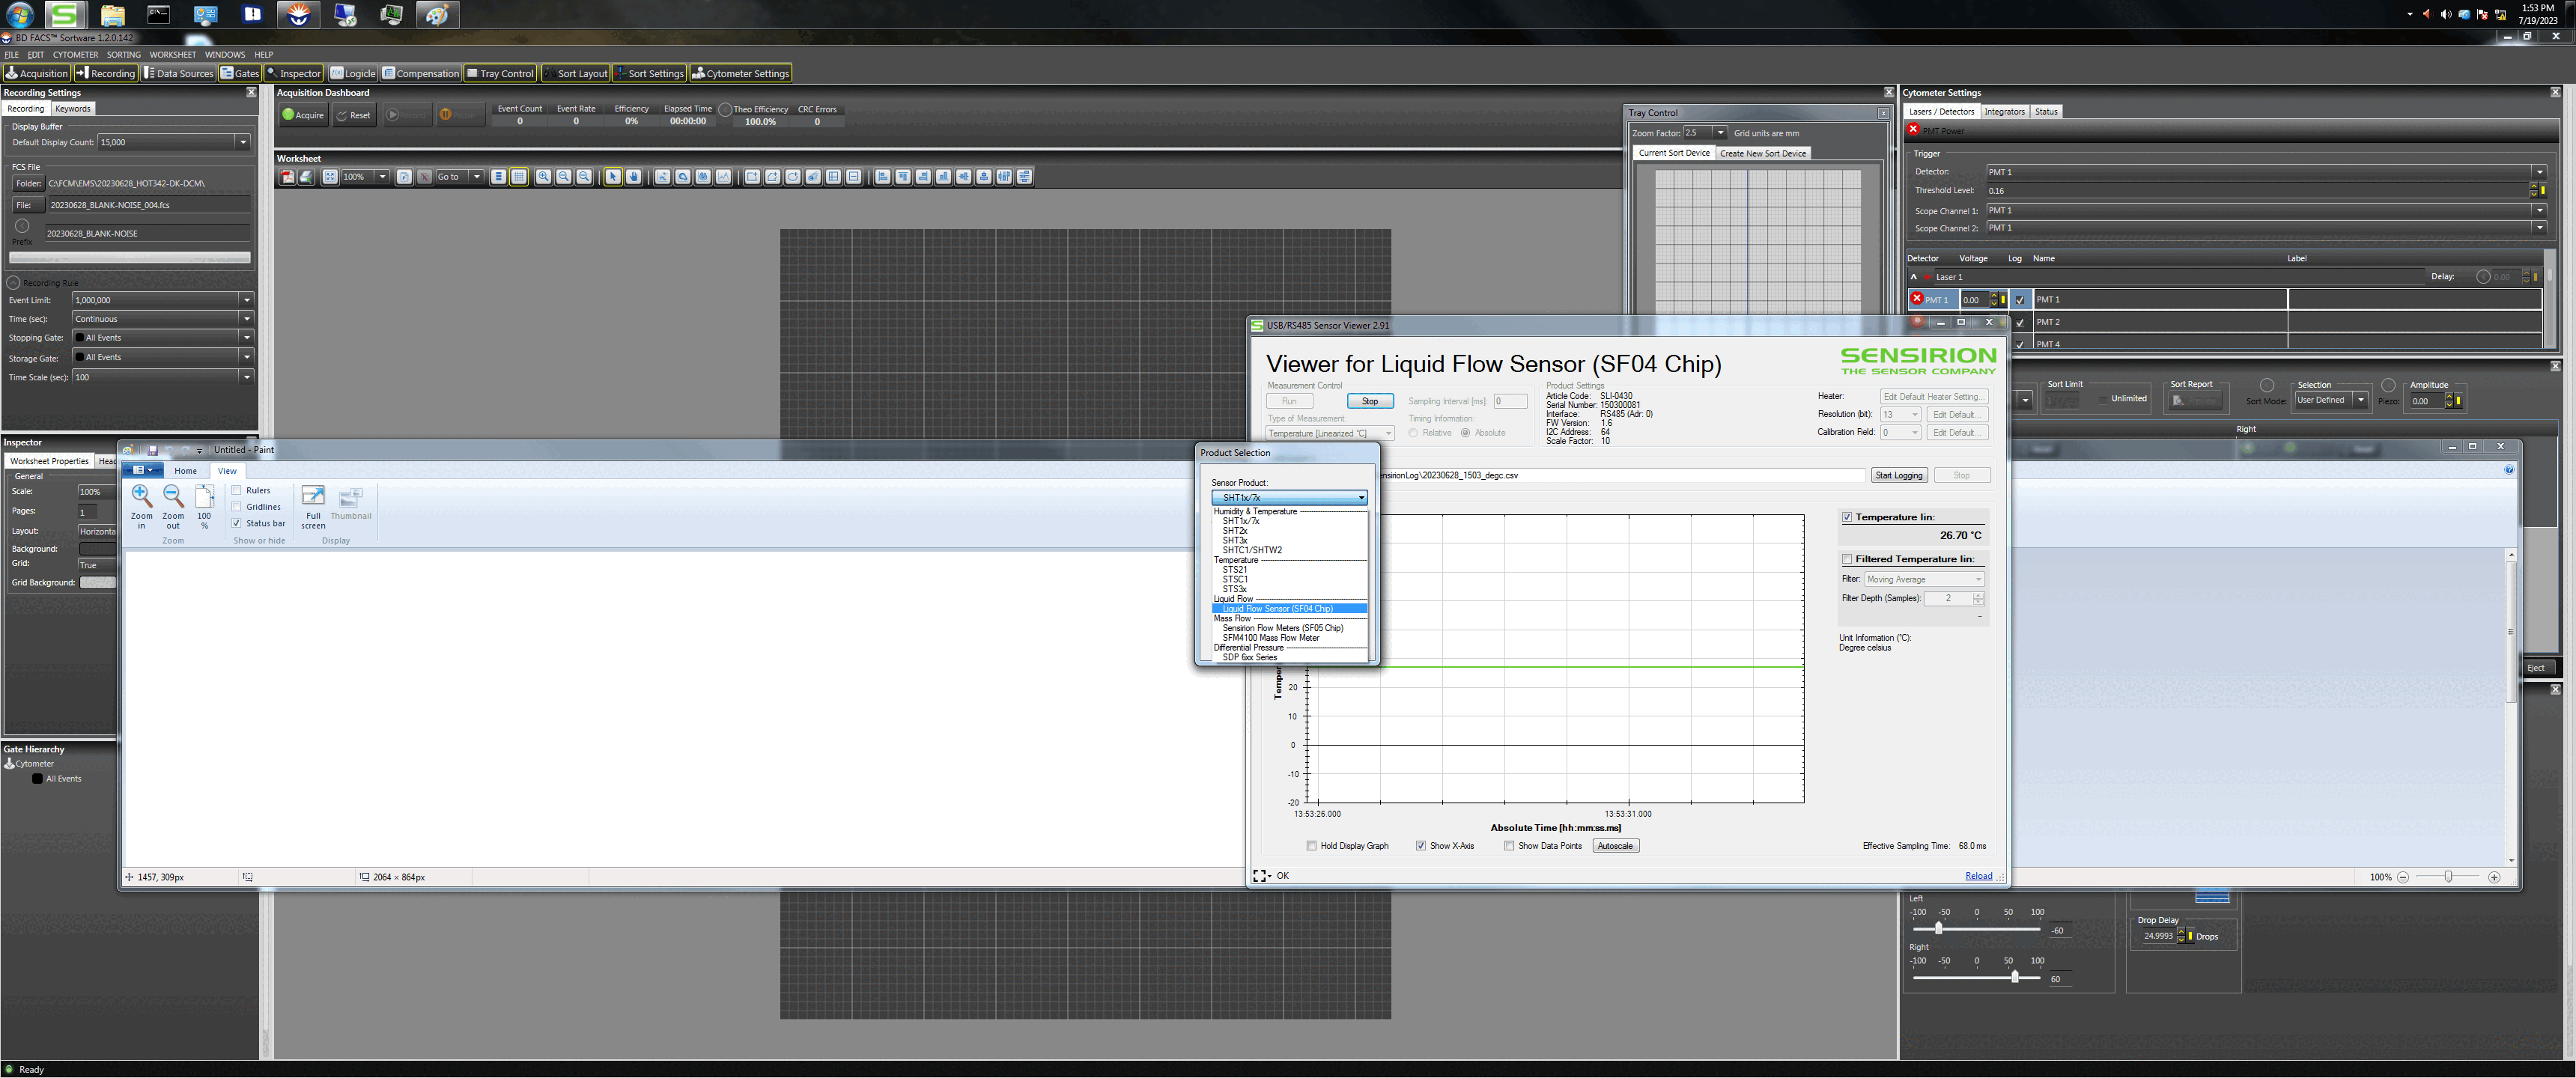 1:53 PM
7/19/2023
BD FACS™ Sortware 1.2.0.142
FILE EDIT CYTOMETER SORTING WORKSHEET WINDOWS HELP
Acquisition Recording Data Sources Gates Inspector Logicle Compensation Tray Control Sort Layout Sort Settings Cytometer Settings
Recording Settings
Recording Keywords
Display Buffer
Default Display Count: 15,000
FCS File
Folder: C:\FCM\EMS\20230628_HOT342-DK-DCM\
File: 20230628_BLANK-NOISE_004.fcs
Prefix 20230628_BLANK-NOISE
Recording Rule
Event Limit: 1,000,000
Time (sec): Continuous
Stopping Gate: All Events
Storage Gate: All Events
Time Scale (sec): 100
Acquisition Dashboard
Acquire Reset
Event Count Event Rate Efficiency Elapsed Time Theo Efficiency CRC Errors
0 0 0% 00:00:00 100.0% 0
Worksheet
100% Go to
Tray Control
Zoom Factor: 2.5 Grid units are mm
Current Sort Device Create New Sort Device
Cytometer Settings
Lasers / Detectors Integrators Status
PMT Power
Trigger
Detector: PMT 1
Threshold Level: 0.16
Scope Channel 1: PMT 1
Scope Channel 2: PMT 1
Detector Voltage Log Name Label
Laser 1 Delay: 0.00
PMT 1 0.00 PMT 1
PMT 2
PMT 4
Sort Limit Sort Report Selection Amplitude
Unlimited Sort Mode: User Defined Piezo: 0.00
Right
Eject
Inspector
Worksheet Properties Head
General
Scale: 100%
Pages: 1
Layout: Horizonta
Background:
Grid: True
Grid Background:
Gate Hierarchy
Cytometer
All Events
Untitled - Paint
Home View
Zoom in Zoom out 100 %
Rulers
Gridlines
Status bar
Full screen Thumbnail
Zoom Show or hide Display
1457, 309px 2064 × 864px
100%
USB/RS485 Sensor Viewer 2.91
Viewer for Liquid Flow Sensor (SF04 Chip)
SENSIRION
THE SENSOR COMPANY
Measurement Control
Run Stop Sampling Interval [ms]: 0
Type of Measurement: Timing Information:
Temperature [Linearized °C] Relative Absolute
Product Settings
Article Code: SLI-0430
Serial Number: 150300081
Interface: RS485 (Adr: 0)
FW Version: 1.6
I2C Address: 64
Scale Factor: 10
Heater: Edit Default Heater Setting...
Resolution (bit): 13 Edit Default...
Calibration Field: 0 Edit Default...
nsirionLog\20230628_1503_degc.csv Start Logging Stop
Product Selection
Sensor Product:
SHT1x/7x
Humidity & Temperature
SHT1x/7x
SHT2x
SHT3x
SHTC1/SHTW2
Temperature
STS21
STSC1
STS3x
Liquid Flow
Liquid Flow Sensor (SF04 Chip)
Mass Flow
Sensirion Flow Meters (SF05 Chip)
SFM4100 Mass Flow Meter
Differential Pressure
SDP 6xx Series
Temperature lin:
26.70 °C
Filtered Temperature lin:
Filter: Moving Average
Filter Depth (Samples): 2
–
Unit Information (°C):
Degree celsius
Temper
20
10
0
-10
-20
13:53:26.000 13:53:31.000
Absolute Time [hh:mm:ss.ms]
Hold Display Graph Show X-Axis Show Data Points Autoscale Effective Sampling Time: 68.0 ms
OK Reload
Left
-100 -50 0 50 100
-60
Right
-100 -50 0 50 100
60
Drop Delay
24.9993 Drops
Ready